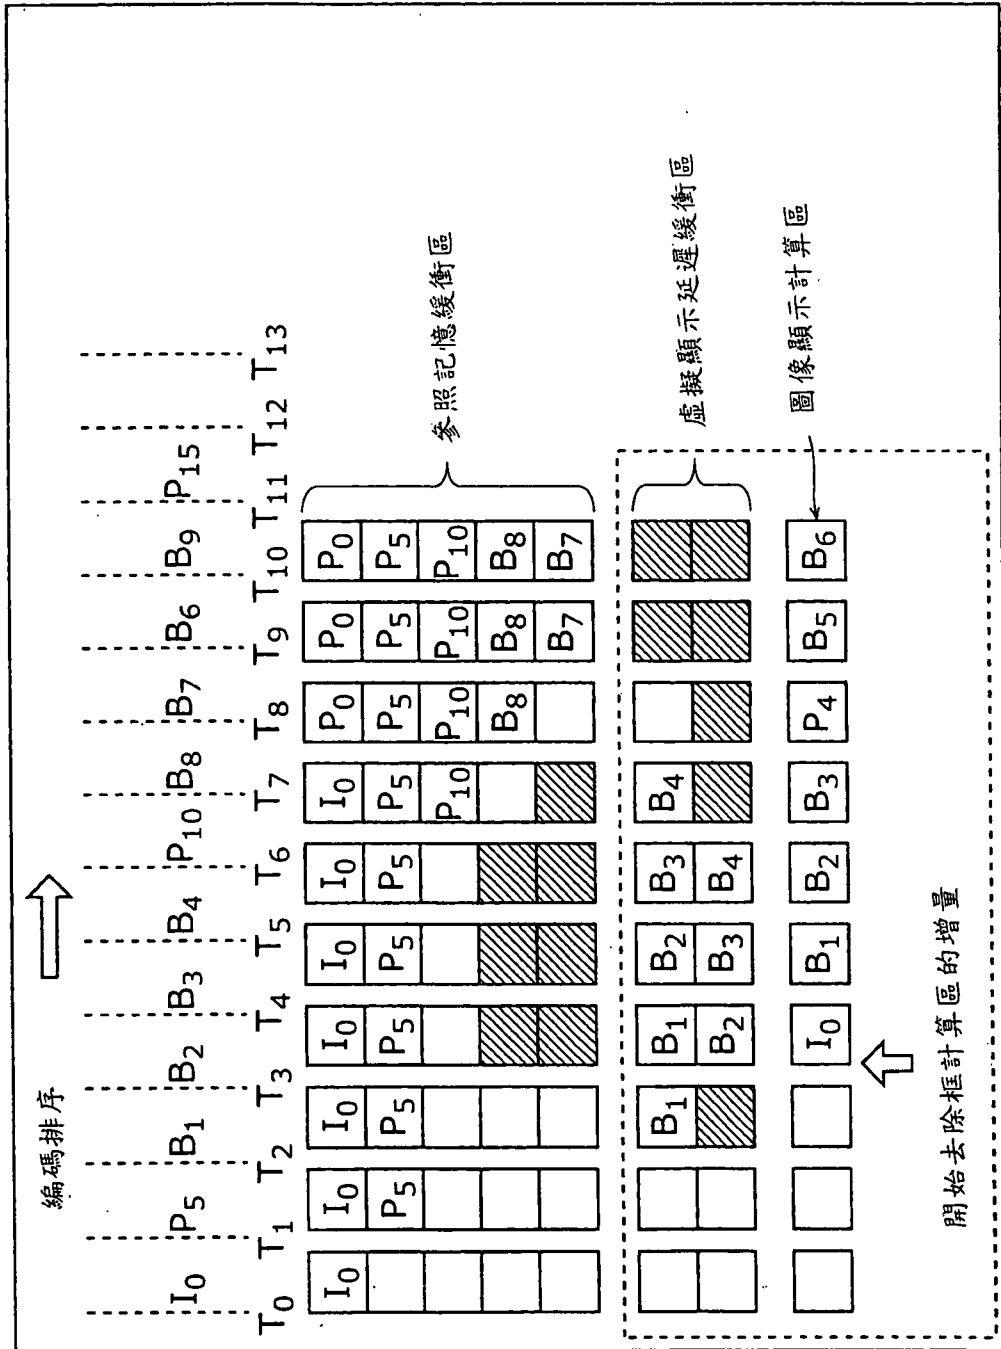 編碼排序
I0 P5 B1 B2 B3 B4 P10 B8 B7 B6 B9 P15
T0 T1 T2 T3 T4 T5 T6 T7 T8 T9 T10 T11 T12 T13
I0 I0 I0 I0 I0 I0 I0 P0 P0 P0
P5 P5 P5 P5 P5 P5 P5 P5 P5
P10 P10 P10 P10
B8 B8 B8
B7 B7
參照記憶緩衝區
B1 B1 B2 B3 B4
B2 B3 B4
虛擬顯示延遲緩衝區
I0 B1 B2 B3 P4 B5 B6
圖像顯示計算區
開始去除框計算區的增量